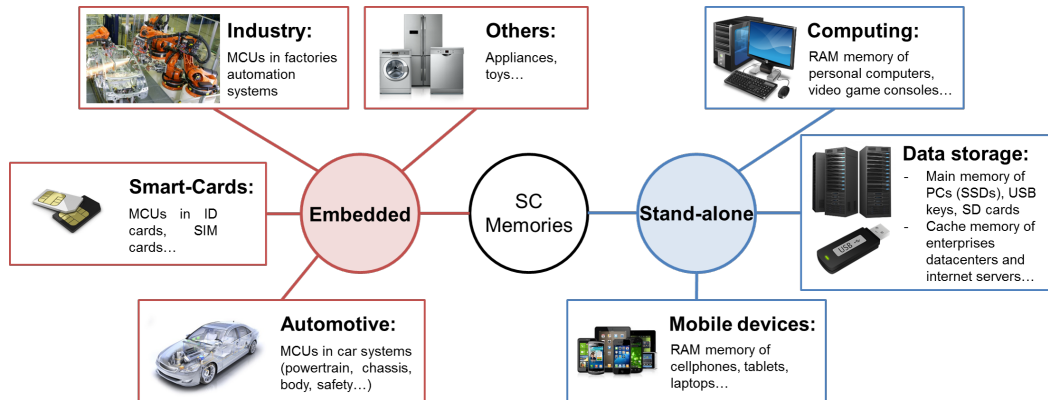 Industry:
MCUs in factories
automation
systems
Others:
Appliances,
toys…
Computing:
RAM memory of
personal computers,
video game consoles…
Smart-Cards:
MCUs in ID
cards, SIM
cards…
Embedded
SC
Memories
Stand-alone
Data storage:
- Main memory of
PCs (SSDs), USB
keys, SD cards
- Cache memory of
enterprises
datacenters and
internet servers…
USB
Automotive:
MCUs in car systems
(powertrain, chassis,
body, safety…)
Mobile devices:
RAM memory of
cellphones, tablets,
laptops…